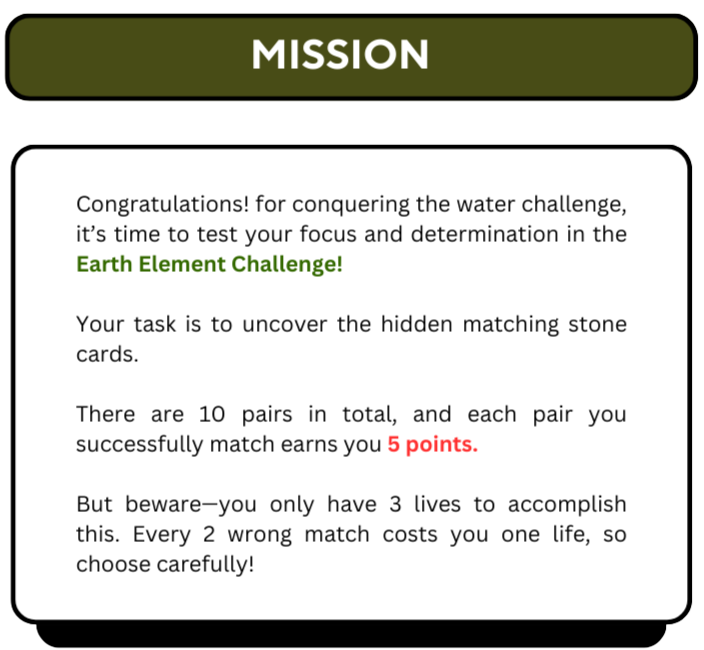 MISSION
Congratulations! for conquering the water challenge,
it's time to test your focus and determination in the
Earth Element Challenge!
Your task is to uncover the hidden matching stone
cards.
There are 10 pairs in total, and each pair you
successfully match earns you 5 points.
But beware—you only have 3 lives to accomplish
this. Every 2 wrong match costs you one life, so
choose carefully!